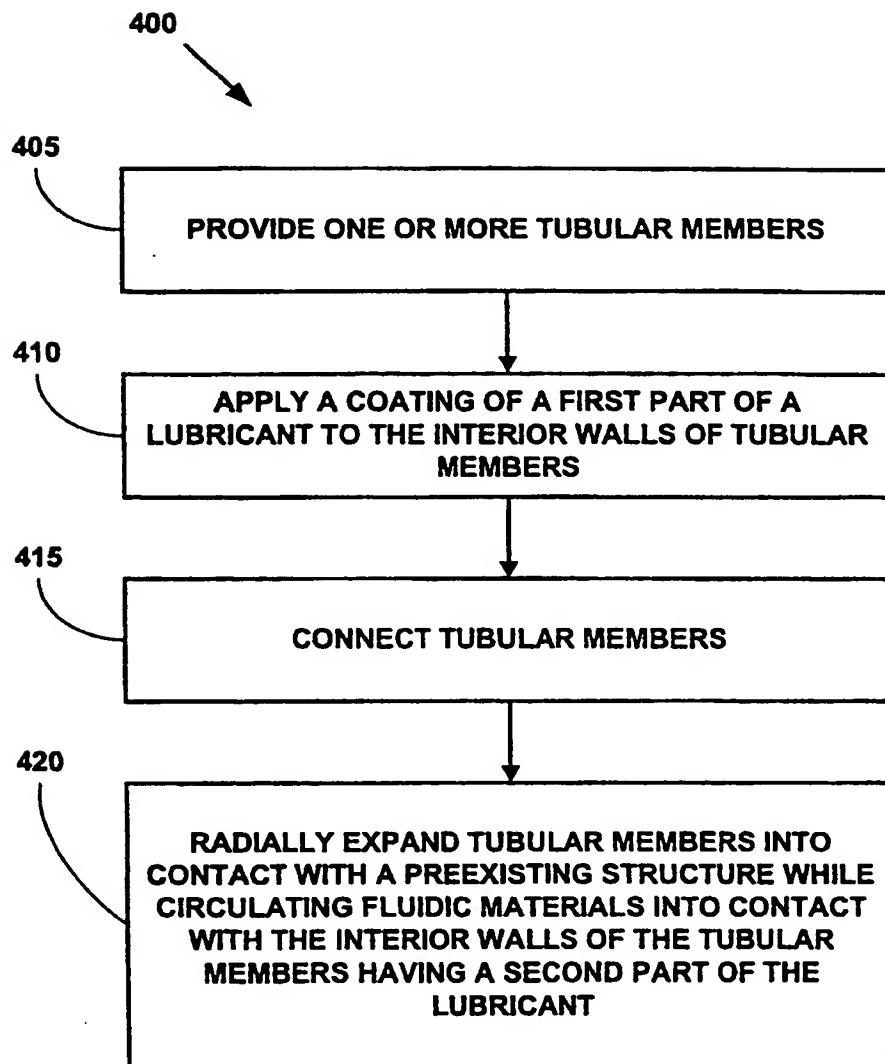 400
405
PROVIDE ONE OR MORE TUBULAR MEMBERS
410
APPLY A COATING OF A FIRST PART OF A
LUBRICANT TO THE INTERIOR WALLS OF TUBULAR
MEMBERS
415
CONNECT TUBULAR MEMBERS
420
RADIALLY EXPAND TUBULAR MEMBERS INTO
CONTACT WITH A PREEXISTING STRUCTURE WHILE
CIRCULATING FLUIDIC MATERIALS INTO CONTACT
WITH THE INTERIOR WALLS OF THE TUBULAR
MEMBERS HAVING A SECOND PART OF THE
LUBRICANT